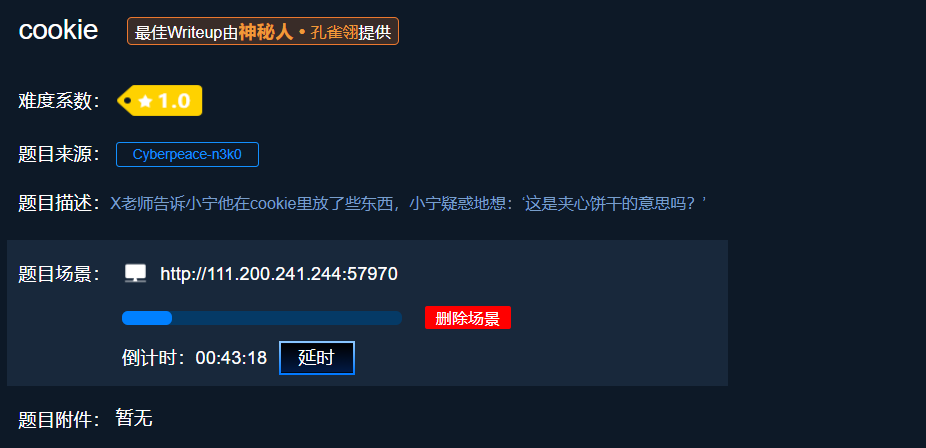 cookie 最佳Writeup由神秘人•孔雀翎提供
难度系数： 1.0
题目来源： Cyberpeace-n3k0
题目描述：X老师告诉小宁他在cookie里放了些东西，小宁疑惑地想：‘这是夹心饼干的意思吗？’
题目场景： http://111.200.241.244:57970
删除场景
倒计时：00:43:18 延时
题目附件： 暂无